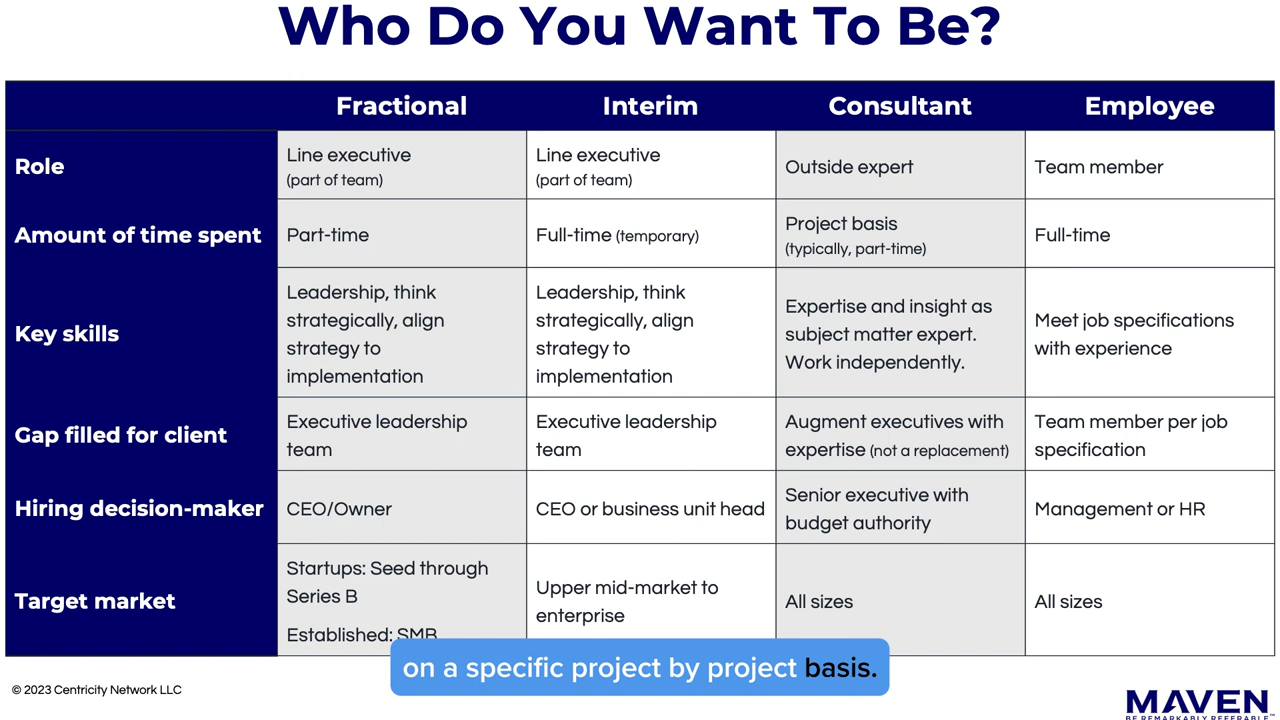 Who Do You Want To Be?
Fractional Interim Consultant Employee
Role
Line executive
(part of team)
Line executive
(part of team)
Outside expert
Team member
Amount of time spent
Part-time
Full-time (temporary)
Project basis
(typically, part-time)
Full-time
Key skills
Leadership, think
strategically, align
strategy to
implementation
Leadership, think
strategically, align
strategy to
implementation
Expertise and insight as
subject matter expert.
Work independently.
Meet job specifications
with experience
Gap filled for client
Executive leadership
team
Executive leadership
team
Augment executives with
expertise (not a replacement)
Team member per job
specification
Hiring decision-maker
CEO/Owner
CEO or business unit head
Senior executive with
budget authority
Management or HR
Target market
Startups: Seed through
Series B
Established: SMB
Upper mid-market to
enterprise
All sizes
All sizes
on a specific project by project basis.
© 2023 Centricity Network LLC
MAVEN
BE REMARKABLY REFERABLE